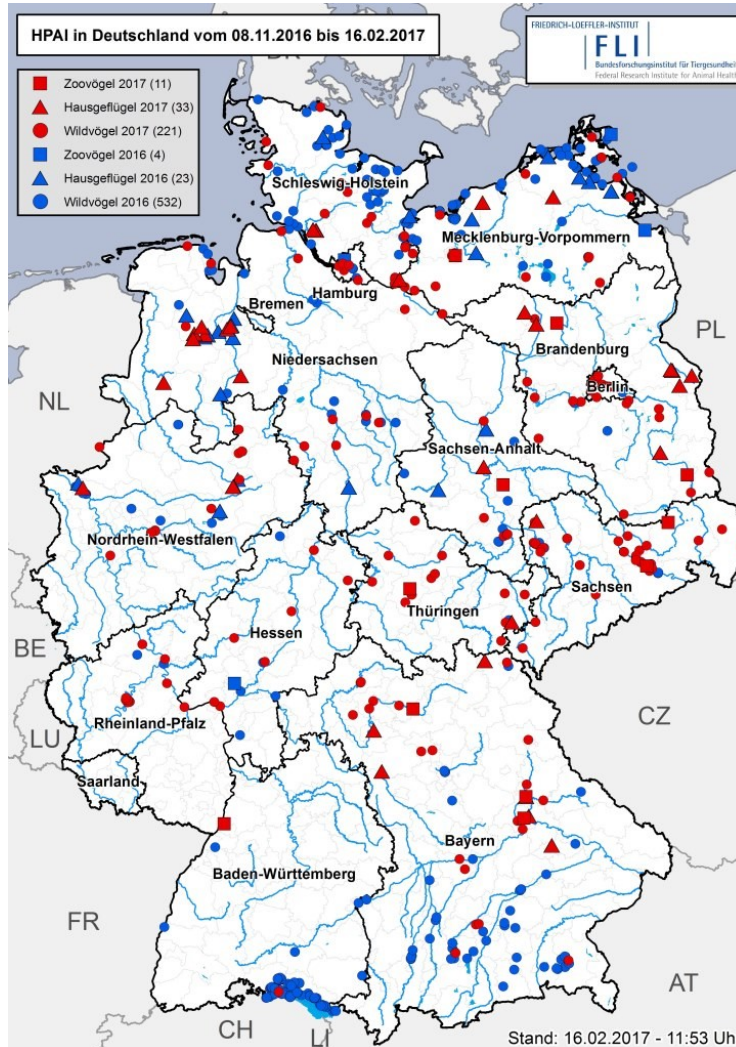 HPAI in Deutschland vom 08.11.2016 bis 16.02.2017
FRIEDRICH-LOEFFLER-INSTITUT
FLI
Bundesforschungsinstitut für Tiergesundheit
Federal Research Institute for Animal Health
Zoovögel 2017 (11)
Hausgeflügel 2017 (33)
Wildvögel 2017 (221)
Zoovögel 2016 (4)
Hausgeflügel 2016 (23)
Wildvögel 2016 (532)
Schleswig-Holstein
Mecklenburg-Vorpommern
Hamburg
Bremen
PL
Brandenburg
Niedersachsen
Berlin
NL
Sachsen-Anhalt
Nordrhein-Westfalen
Sachsen
Thüringen
Hessen
BE
Rheinland-Pfalz
LU
CZ
Saarland
Bayern
Baden-Württemberg
FR
AT
CH
LI
Stand: 16.02.2017 - 11:53 Uh